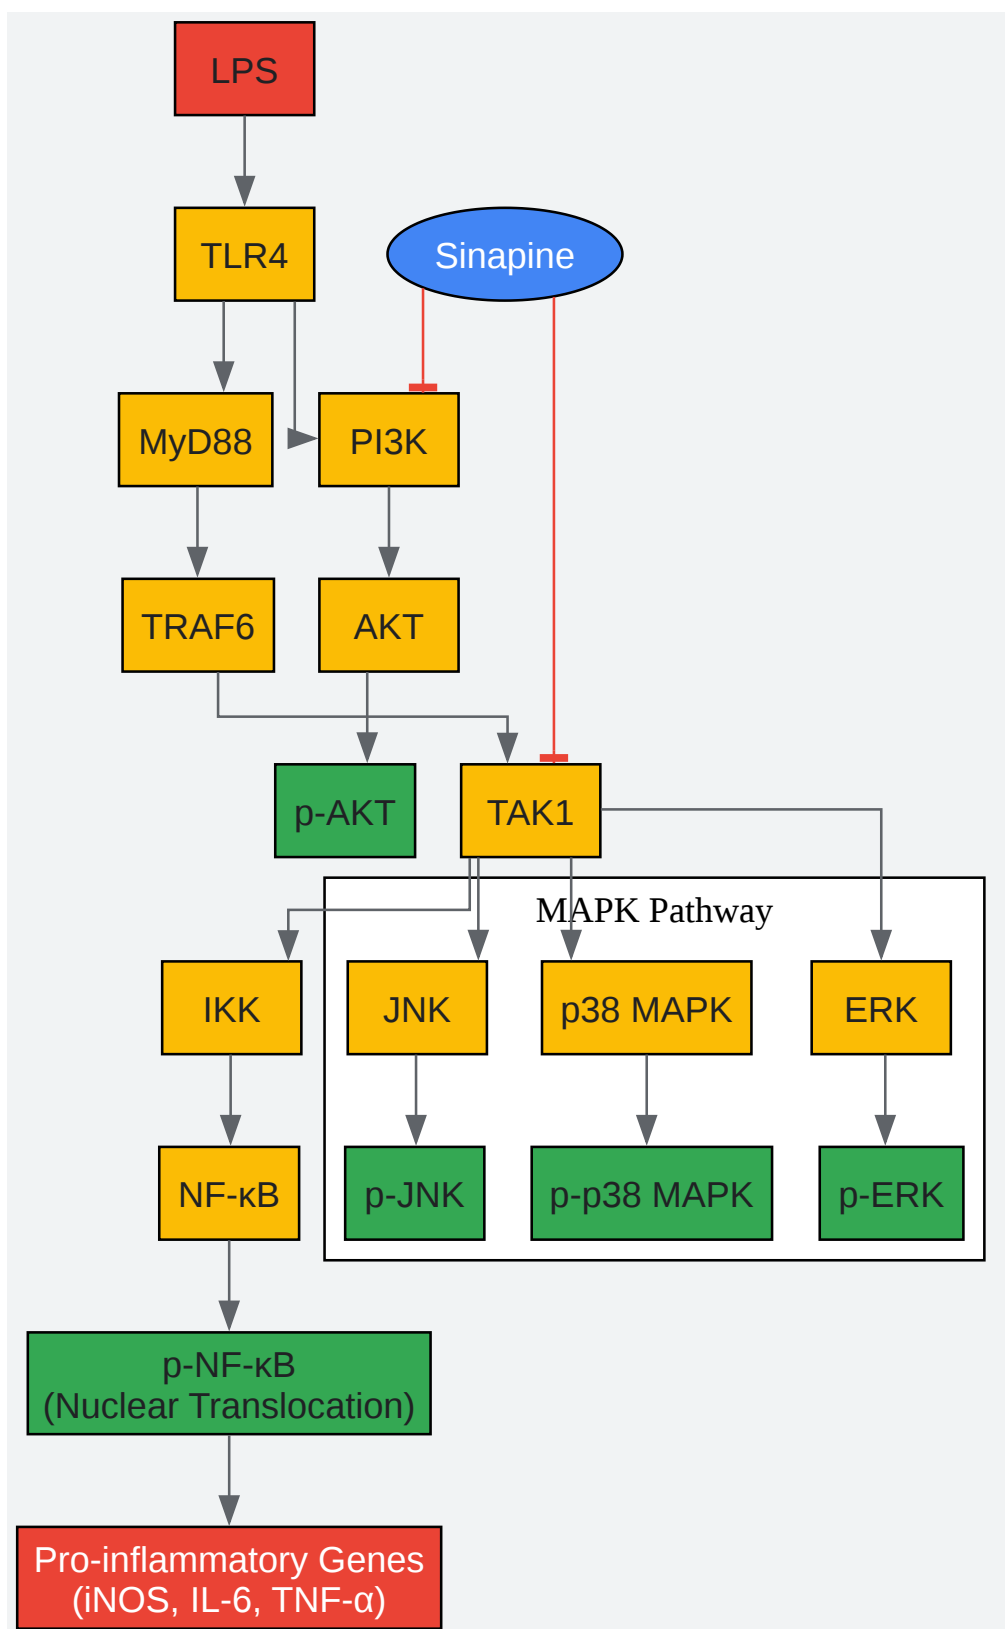 LPS
TLR4
Sinapine
MyD88
PI3K
TRAF6
AKT
p-AKT
TAK1
MAPK Pathway
IKK
JNK
p38 MAPK
ERK
NF-κB
p-JNK
p-p38 MAPK
p-ERK
p-NF-κB
(Nuclear Translocation)
Pro-inflammatory Genes
(iNOS, IL-6, TNF-α)